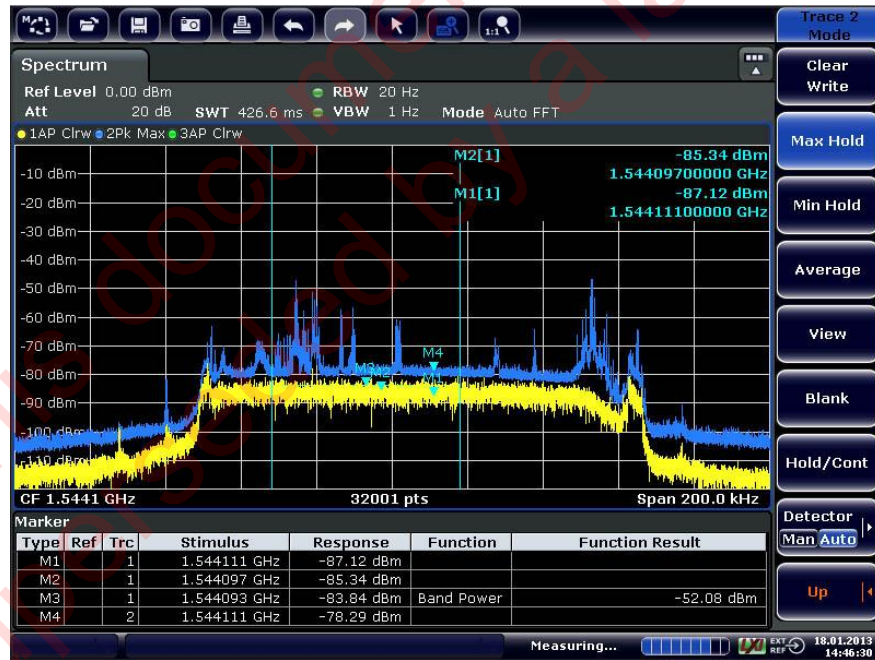 Trace 2
Mode
Spectrum
Ref Level 0.00 dBm RBW 20 Hz
Att 20 dB SWT 426.6 ms VBW 1 Hz Mode Auto FFT
1AP Clrw 2Pk Max 3AP Clrw
M2[1] -85.34 dBm
1.54409700000 GHz
M1[1] -87.12 dBm
1.54411100000 GHz
-10 dBm
-20 dBm
-30 dBm
-40 dBm
-50 dBm
-60 dBm
-70 dBm
-80 dBm
-90 dBm
-100 dBm
-110 dBm
M4
M3
M2
M1
CF 1.5441 GHz 32001 pts Span 200.0 kHz
Marker
Type Ref Trc Stimulus Response Function Function Result
M1 1 1.544111 GHz -87.12 dBm
M2 1 1.544097 GHz -85.34 dBm
M3 1 1.544093 GHz -83.84 dBm Band Power -52.08 dBm
M4 2 1.544111 GHz -78.29 dBm
Clear
Write
Max Hold
Min Hold
Average
View
Blank
Hold/Cont
Detector
Man Auto
Up
Measuring... LXI EXT REF 18.01.2013
14:46:30
1:1